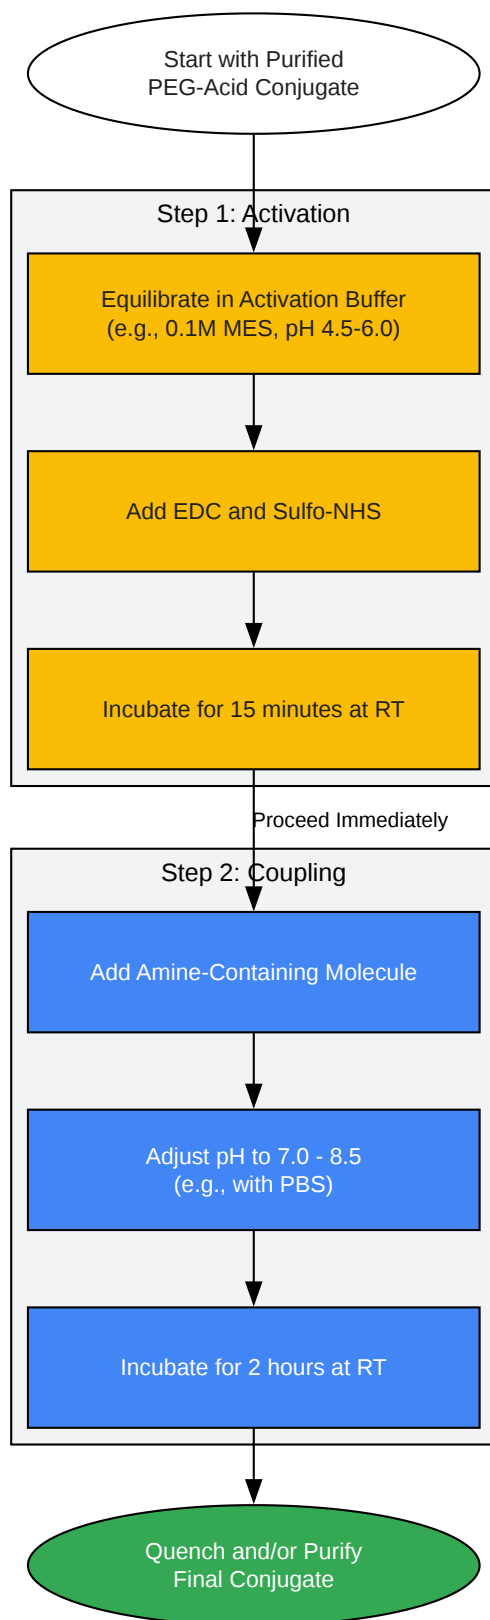 Start with Purified
PEG-Acid Conjugate
Step 1: Activation
Equilibrate in Activation Buffer
(e.g., 0.1M MES, pH 4.5-6.0)
Add EDC and Sulfo-NHS
Incubate for 15 minutes at RT
Proceed Immediately
Step 2: Coupling
Add Amine-Containing Molecule
Adjust pH to 7.0 - 8.5
(e.g., with PBS)
Incubate for 2 hours at RT
Quench and/or Purify
Final Conjugate